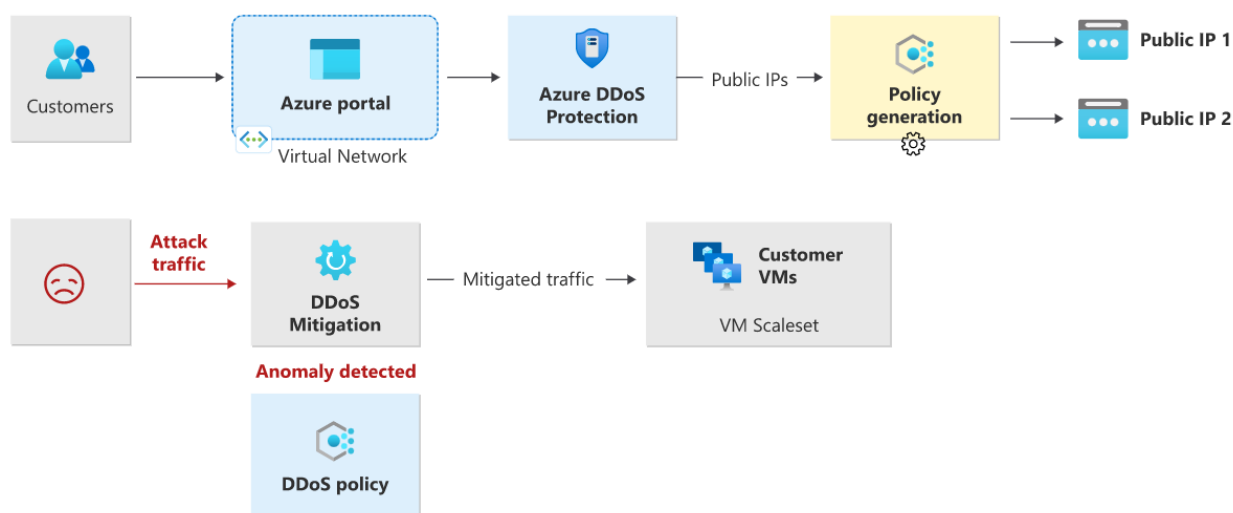 Customers
Azure portal
Virtual Network
Azure DDoS
Protection
Public IPs
Policy
generation
Public IP 1
Public IP 2
Attack
traffic
DDoS
Mitigation
Mitigated traffic
Customer
VMs
VM Scaleset
Anomaly detected
DDoS policy